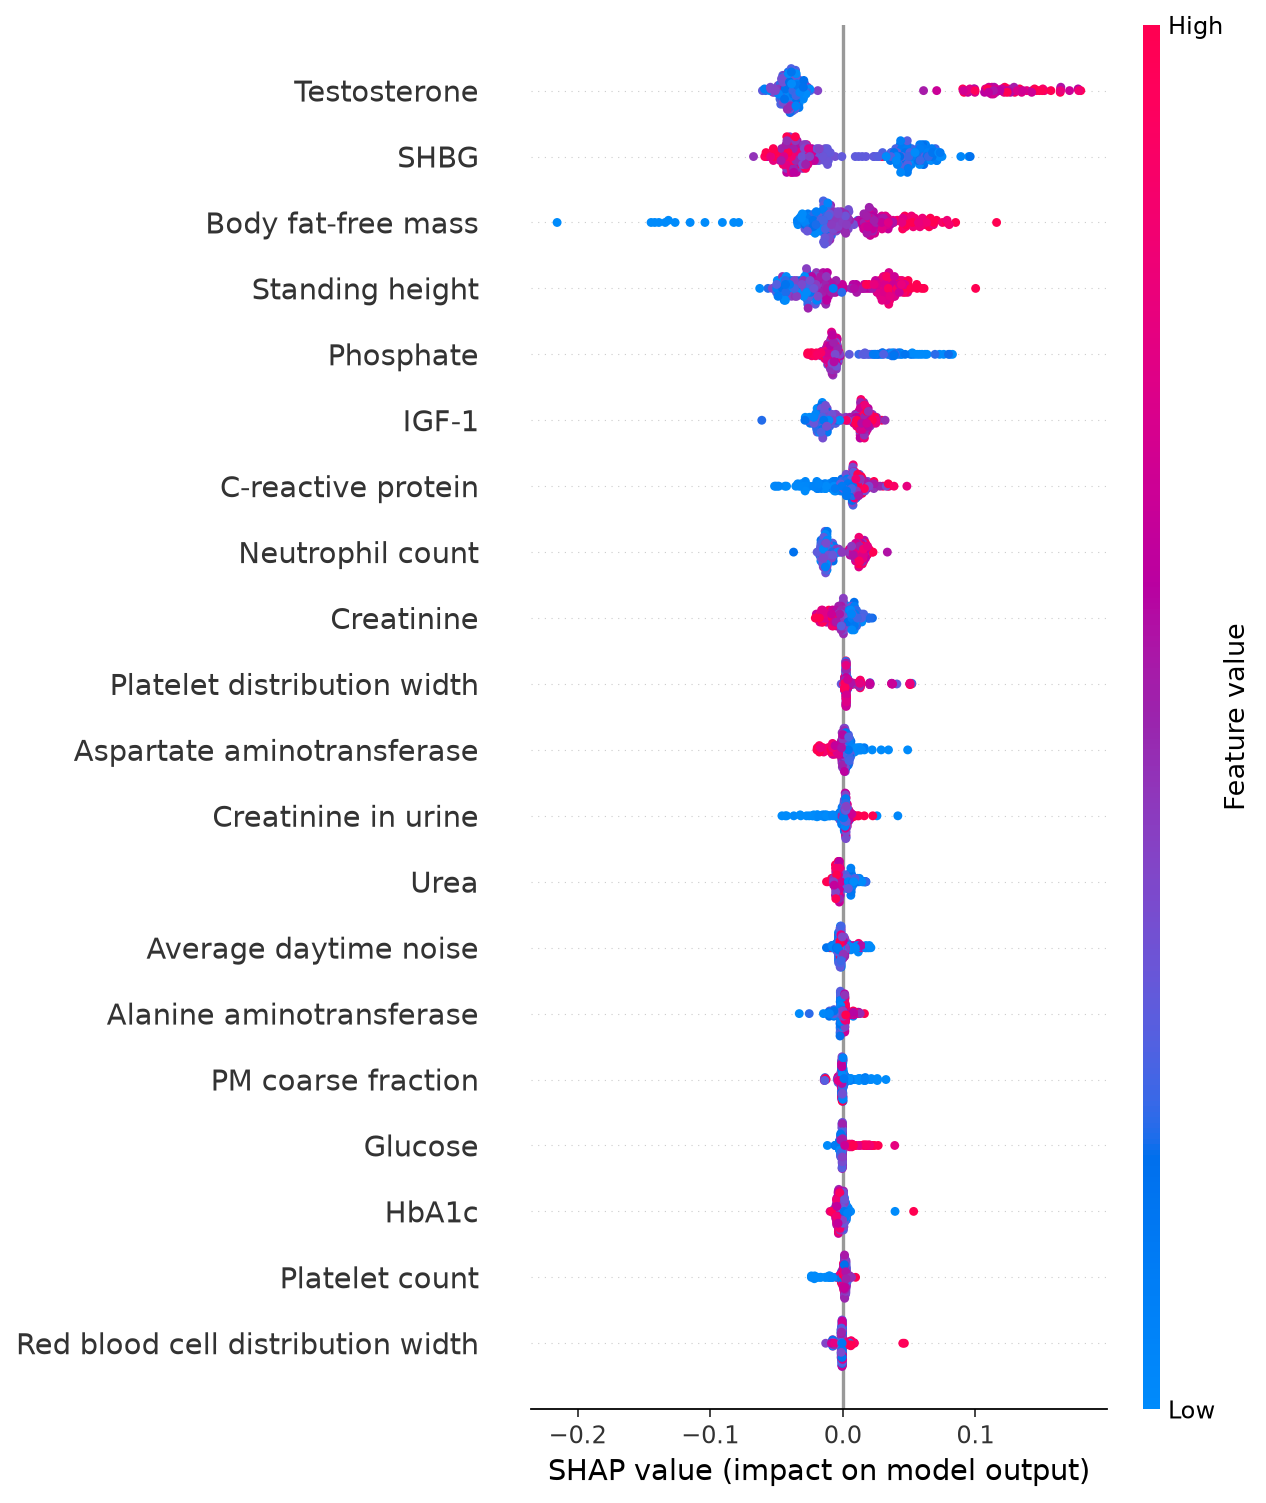 High
Testosterone
SHBG
Body fat-free mass
Standing height
Phosphate
IGF-1
C-reactive protein
Neutrophil count
Creatinine
Platelet distribution width
Aspartate aminotransferase
Creatinine in urine
Urea
Average daytime noise
Alanine aminotransferase
PM coarse fraction
Glucose
HbA1c
Platelet count
Red blood cell distribution width
Feature value
Low
−0.2 −0.1 0.0 0.1
SHAP value (impact on model output)